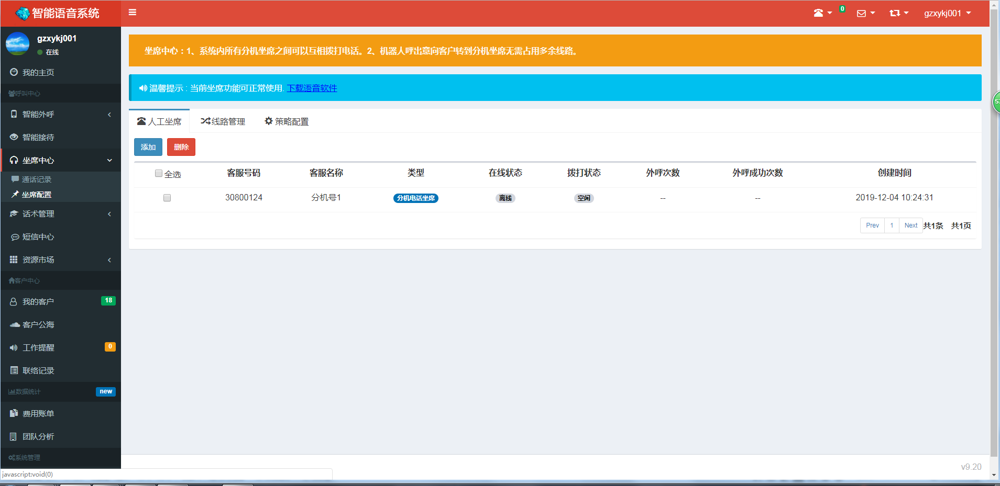 智能语音系统
0
gzxykj001
gzxykj001
在线
我的主页
呼叫中心
智能外呼
智能接待
坐席中心
通话记录
坐席配置
话术管理
短信中心
资源市场
客户中心
我的客户 18
客户公海
工作提醒 0
联络记录
数据统计 new
费用账单
团队分析
系统管理
javascript:void(0)
坐席中心：1、系统内所有分机坐席之间可以互相拨打电话。2、机器人呼出意向客户转到分机坐席无需占用多余线路。
温馨提示 : 当前坐席功能可正常使用. 下载语音软件
人工坐席 线路管理 策略配置
添加 删除
全选 客服号码 客服名称 类型 在线状态 拨打状态 外呼次数 外呼成功次数 创建时间
30800124 分机号1 分机电话坐席 离线 空闲 -- -- 2019-12-04 10:24:31
Prev 1 Next 共1条 共1页
v9.20